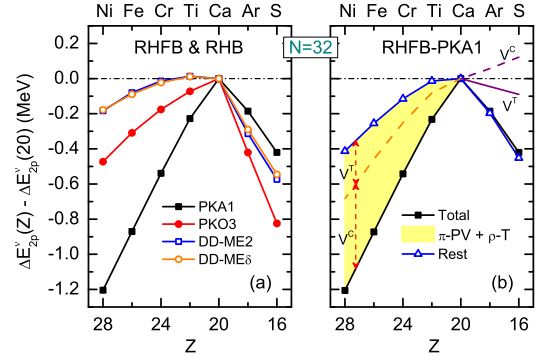 Ni Fe Cr Ti Ca Ar S
Ni Fe Cr Ti Ca Ar S
ΔE^ν_2p(Z) - ΔE^ν_2p(20) (MeV)
0.2
0.0
-0.2
-0.4
-0.6
-0.8
-1.0
-1.2
RHFB & RHB
N=32
RHFB-PKA1
V^C
V^T
V^T
V^C
PKA1
PKO3
DD-ME2
DD-MEδ
(a)
Total
π-PV + ρ-T
Rest
(b)
28 24 20 16
28 24 20 16
Z
Z